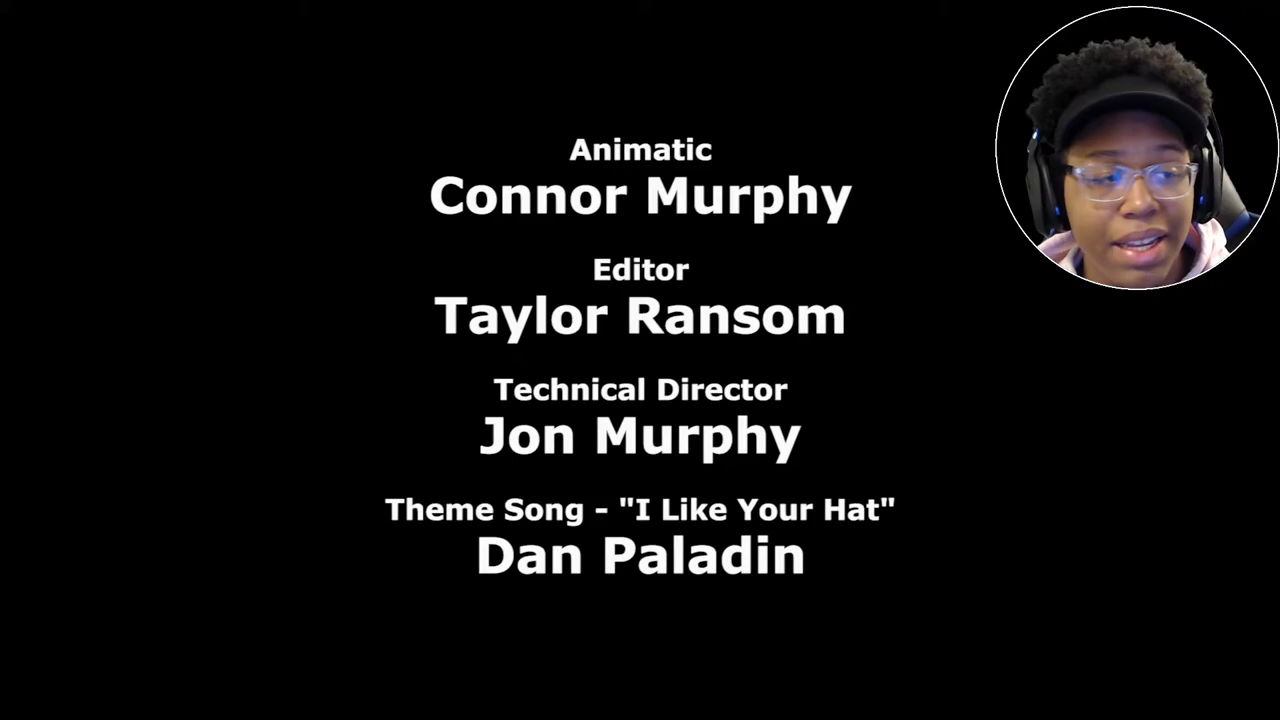 Animatic
Connor Murphy
Editor
Taylor Ransom
Technical Director
Jon Murphy
Theme Song - "I Like Your Hat"
Dan Paladin